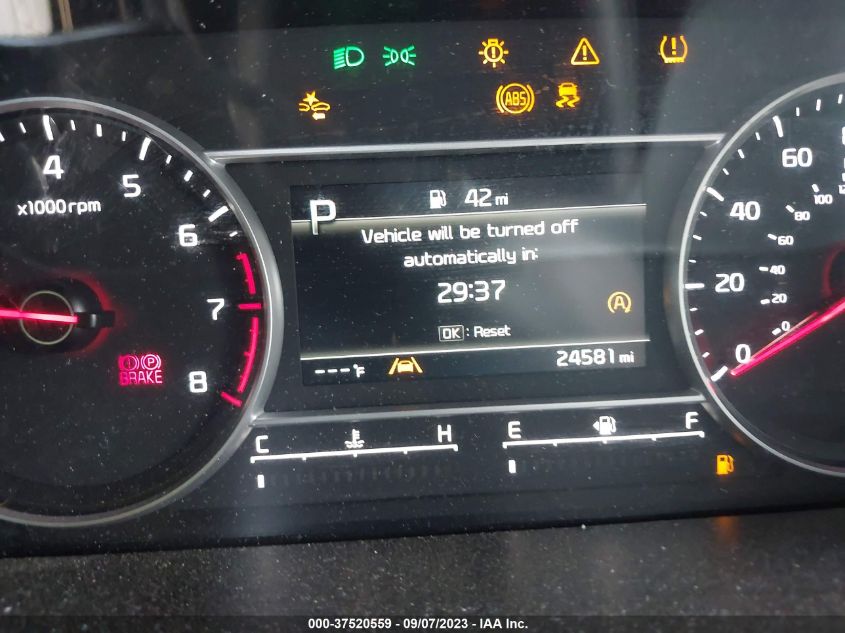 ABS
4
5
6
7
8
x1000rpm
BRAKE
P
42 mi
Vehicle will be turned off
automatically in:
29:37
A
OK : Reset
---°F
24581 mi
C H
E F
60
40
20
0
100
80
60
40
20
0
000-37520559 - 09/07/2023 - IAA Inc.